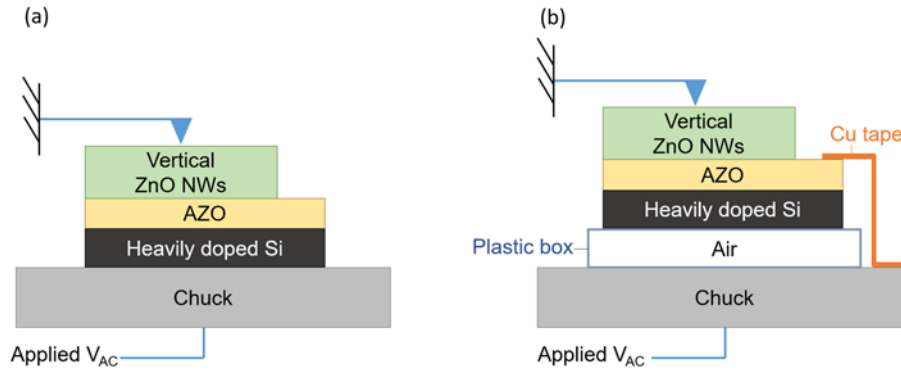 (a)
Vertical
ZnO NWs
AZO
Heavily doped Si
Chuck
Applied VAC
(b)
Vertical
ZnO NWs
Cu tape
AZO
Heavily doped Si
Plastic box
Air
Chuck
Applied VAC